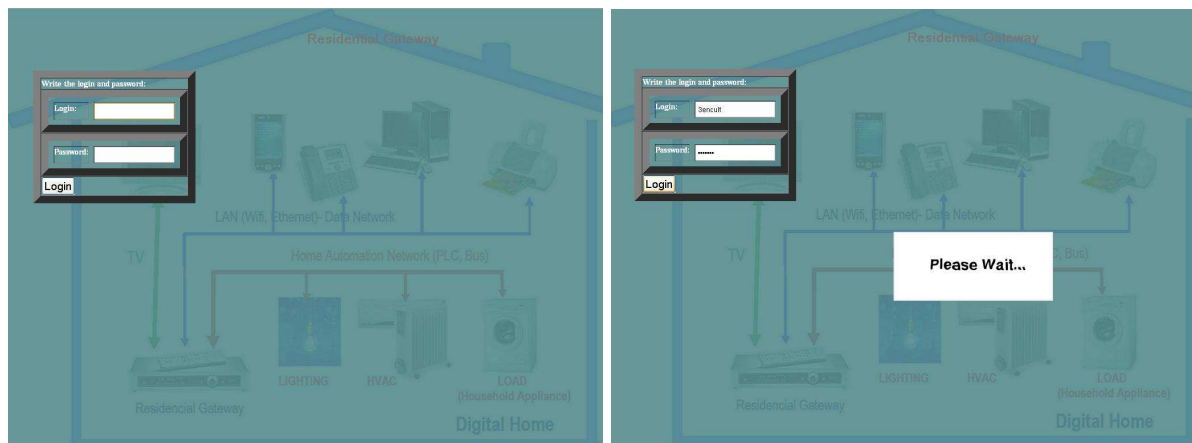 Residential Gateway
Write the login and password:
Login:
Password:
Login
LAN (Wifi, Ethernet)- Data Network
TV
Home Automation Network (PLC, Bus)
LIGHTING
HVAC
LOAD
(Household Appliance)
Residencial Gateway
Digital Home
Residential Gateway
Write the login and password:
Login:
3encult
Password:
•••••••
Login
LAN (Wifi, Ethernet)- Data Network
TV
C, Bus)
Please Wait...
LIGHTING
HVAC
LOAD
(Household Appliance)
Residencial Gateway
Digital Home